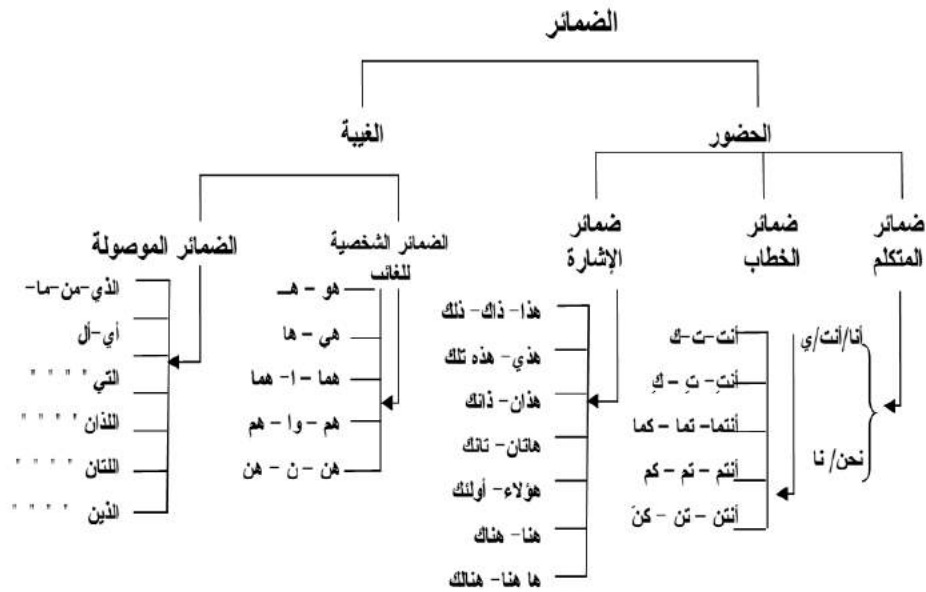 الضمائر
الحضور
الغيبة
ضمائر
المتكلم
ضمائر
الخطاب
ضمائر
الإشارة
الضمائر الشخصية
للغائب
الضمائر الموصولة
أنا/أنت/ي
نحن/ نا
أنت-ت-ك
أنتِ- تِ - كِ
أنتما- تما - كما
أنتم - تم - كم
أنتن - تن - كنَ
هذا- ذاك- ذلك
هذي- هذه تلك
هذان- ذانك
هاتان- تانك
هؤلاء- أولئك
هنا- هناك
ها هنا- هنالك
هو - هـ
هي - ها
هما - ا- هما
هم - وا - هم
هن - ن - هن
الذي-من-ما-
أي-أل
التي " " " "
اللذان " " " "
اللتان " " " "
الذين " " " "